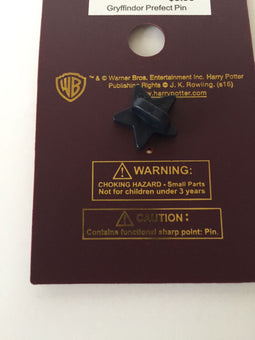 Gryffindor Prefect Pin
WB
™ & © Warner Bros. Entertainment Inc. Harry Potter
Publishing Rights © J. K. Rowling. (s15)
www.harrypotter.com
WARNING:
CHOKING HAZARD - Small Parts
Not for children under 3 years
CAUTION:
Contains functional sharp point: Pin.